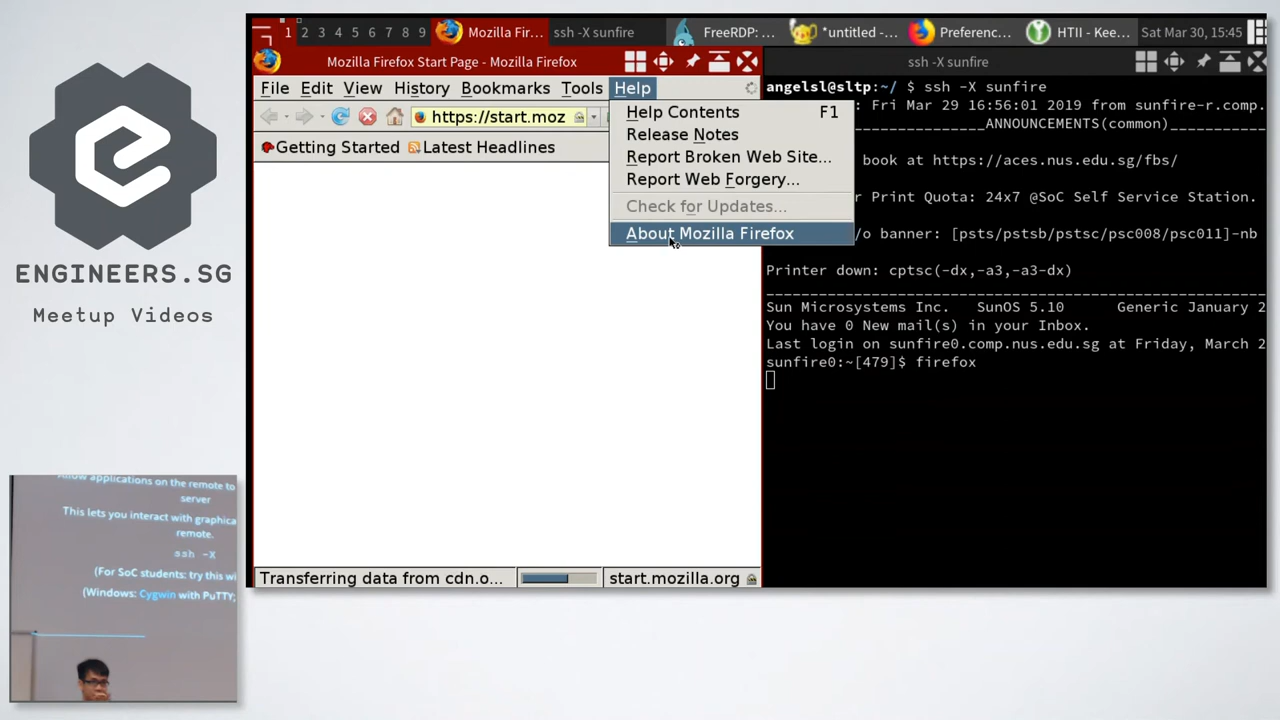 ENGINEERS.SG
Meetup Videos
Allow applications on the remote to
server
This lets you interact with graphica
remote.
ssh -X
(For SoC students: try this wi
(Windows: Cygwin with PuTTY;
1 2 3 4 5 6 7 8 9 Mozilla Fir... ssh -X sunfire FreeRDP: ... *untitled -... Preferenc... HTII - Kee... Sat Mar 30, 15:45
Mozilla Firefox Start Page - Mozilla Firefox
File Edit View History Bookmarks Tools Help
https://start.moz
Getting Started Latest Headlines
Help Contents F1
Release Notes
Report Broken Web Site...
Report Web Forgery...
Check for Updates...
About Mozilla Firefox
Transferring data from cdn.o... start.mozilla.org
ssh -X sunfire
angelsl@sltp:~/ $ ssh -X sunfire
: Fri Mar 29 16:56:01 2019 from sunfire-r.comp.
ANNOUNCEMENTS(common)
book at https://aces.nus.edu.sg/fbs/
r Print Quota: 24x7 @SoC Self Service Station.
/o banner: [psts/pstsb/pstsc/psc008/psc011]-nb
Printer down: cptsc(-dx,-a3,-a3-dx)
Sun Microsystems Inc. SunOS 5.10 Generic January 2
You have 0 New mail(s) in your Inbox.
Last login on sunfire0.comp.nus.edu.sg at Friday, March 2
sunfire0:~[479]$ firefox